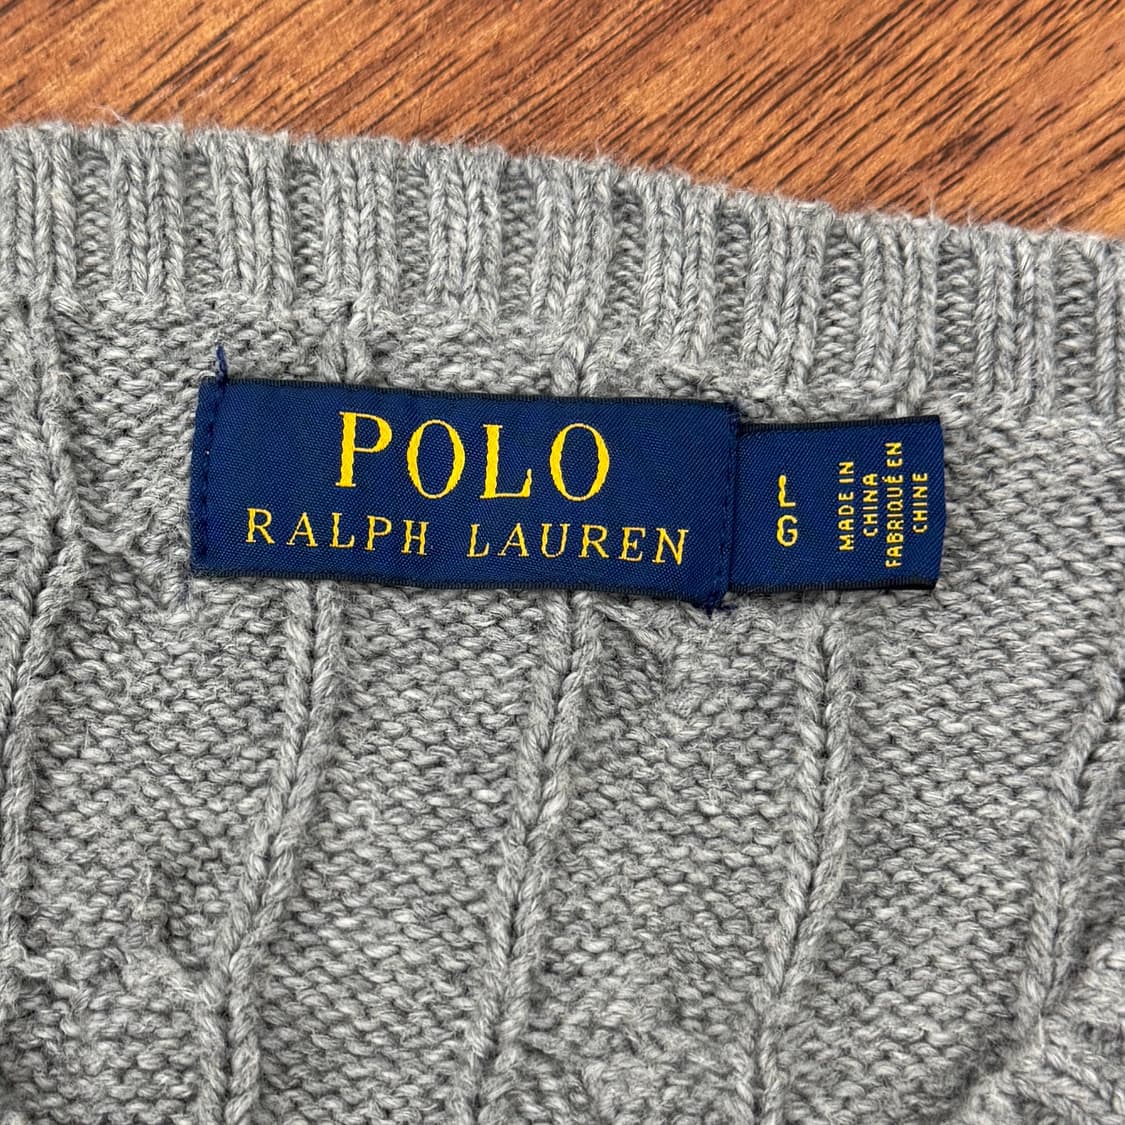 POLO
RALPH LAUREN
L
G
MADE IN
CHINA
FABRIQUÉ EN
CHINE